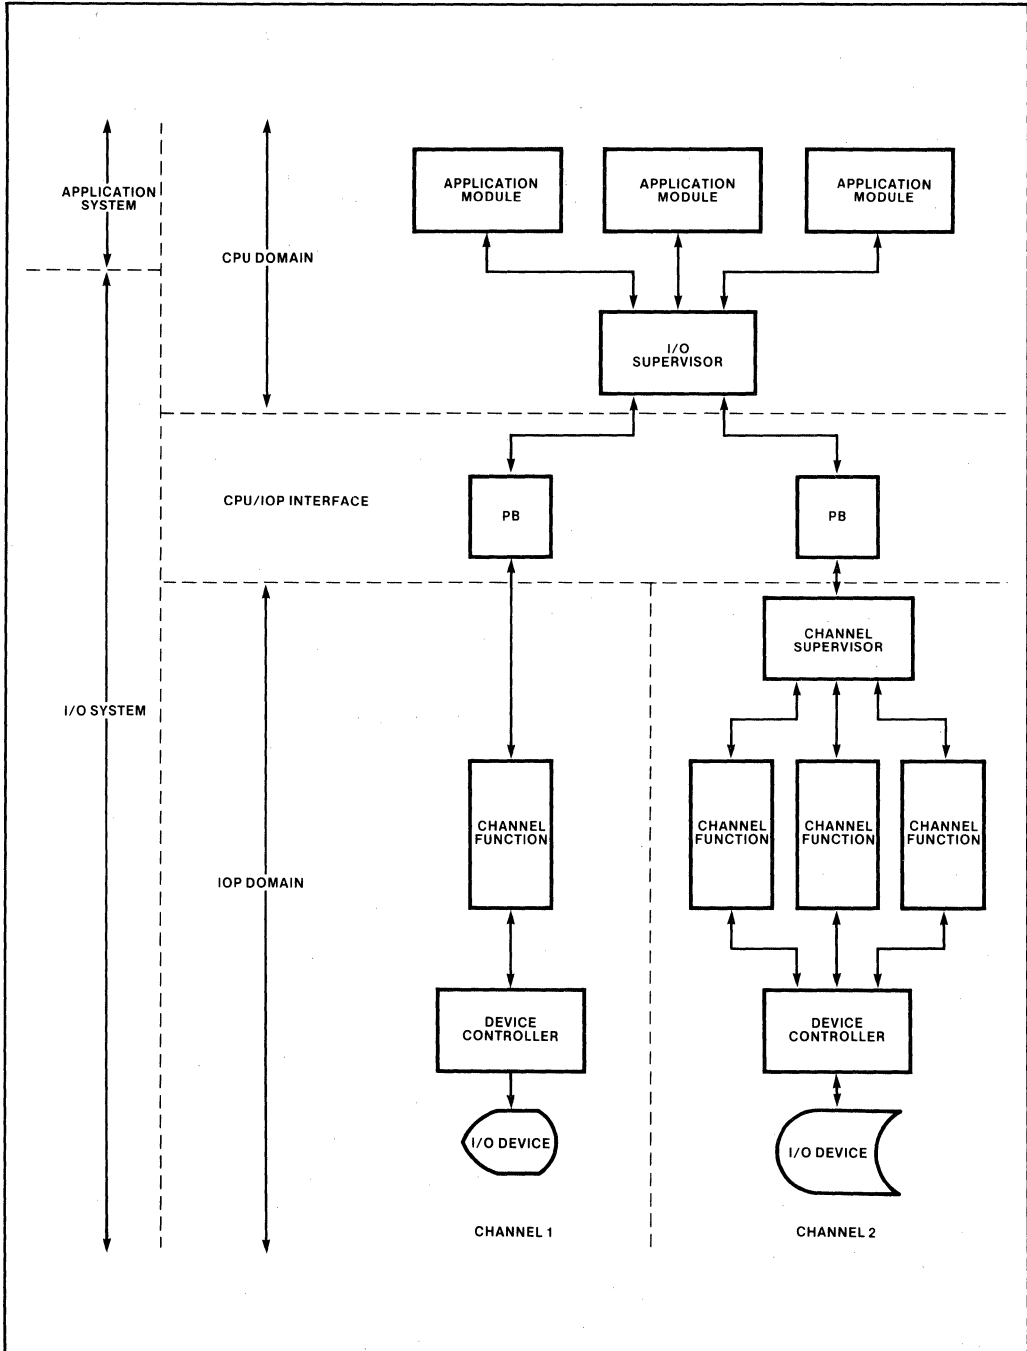 APPLICATION
SYSTEM
CPU DOMAIN
APPLICATION
MODULE
APPLICATION
MODULE
APPLICATION
MODULE
I/O
SUPERVISOR
CPU/IOP INTERFACE
PB
PB
CHANNEL
SUPERVISOR
I/O SYSTEM
IOP DOMAIN
CHANNEL
FUNCTION
CHANNEL
FUNCTION
CHANNEL
FUNCTION
CHANNEL
FUNCTION
DEVICE
CONTROLLER
DEVICE
CONTROLLER
I/O DEVICE
I/O DEVICE
CHANNEL 1
CHANNEL 2